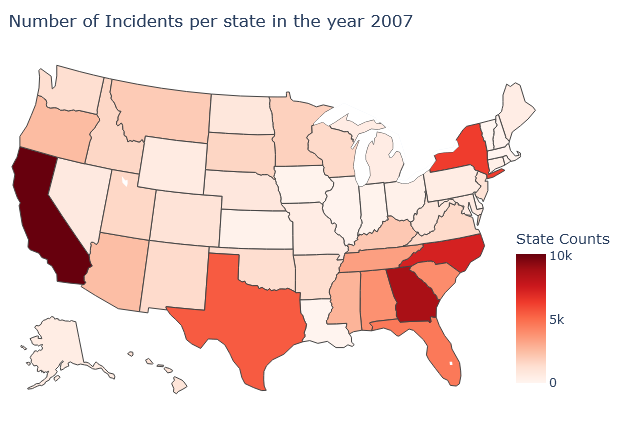 Number of Incidents per state in the year 2007
State Counts
10k
5k
0